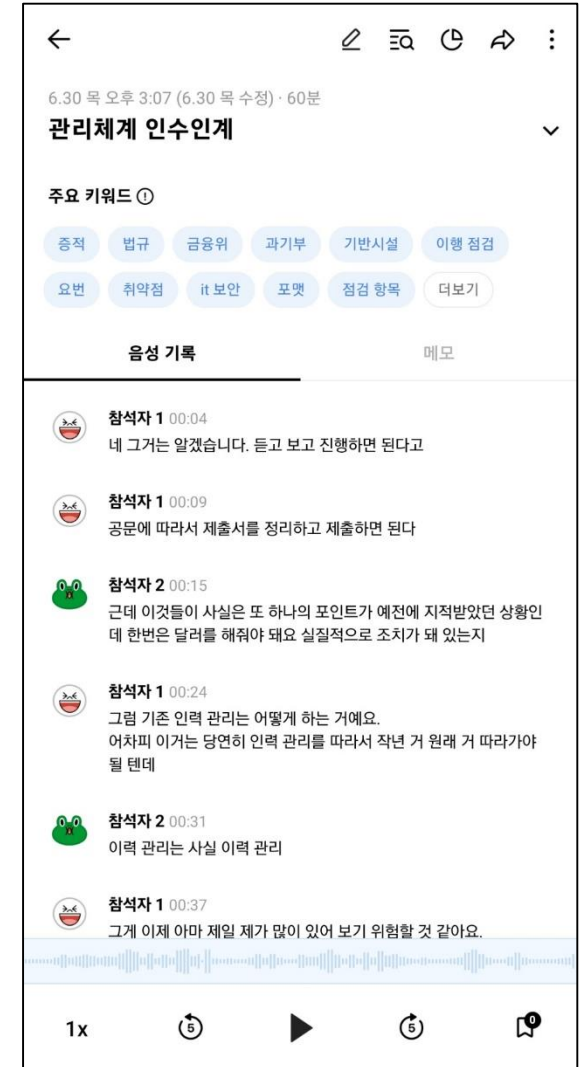 6.30 목 오후 3:07 (6.30 목 수정) · 60분
관리체계 인수인계
주요 키워드
증적 법규 금융위 과기부 기반시설 이행 점검
요번 취약점 it 보안 포맷 점검 항목 더보기
음성 기록 메모
참석자 1 00:04
네 그거는 알겠습니다. 듣고 보고 진행하면 된다고
참석자 1 00:09
공문에 따라서 제출서를 정리하고 제출하면 된다
참석자 2 00:15
근데 이것들이 사실은 또 하나의 포인트가 예전에 지적받았던 상황인
데 한번은 달러를 해줘야 돼요 실질적으로 조치가 돼 있는지
참석자 1 00:24
그럼 기존 인력 관리는 어떻게 하는 거예요.
어차피 이거는 당연히 인력 관리를 따라서 작년 거 원래 거 따라가야
될 텐데
참석자 2 00:31
이력 관리는 사실 이력 관리
참석자 1 00:37
그게 이제 아마 제일 제가 많이 있어 보기 위험할 것 같아요.
1x 5 5 0